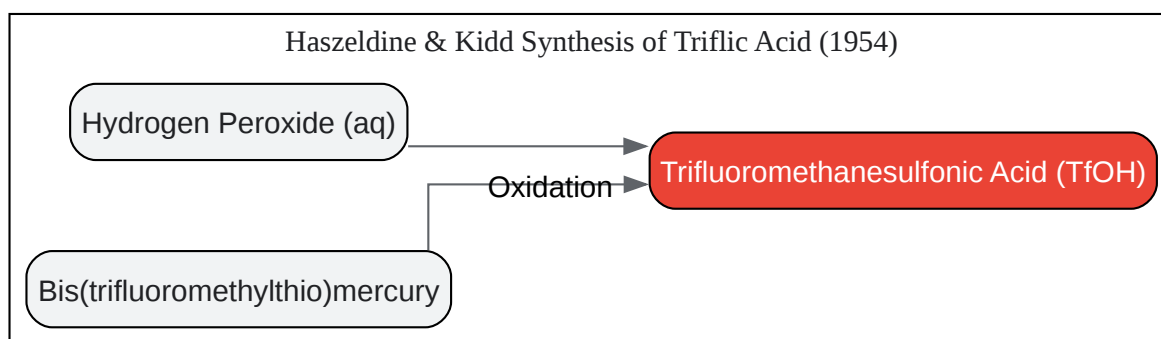 Haszeldine & Kidd Synthesis of Triflic Acid (1954)
Hydrogen Peroxide (aq)
Trifluoromethanesulfonic Acid (TfOH)
Oxidation
Bis(trifluoromethylthio)mercury